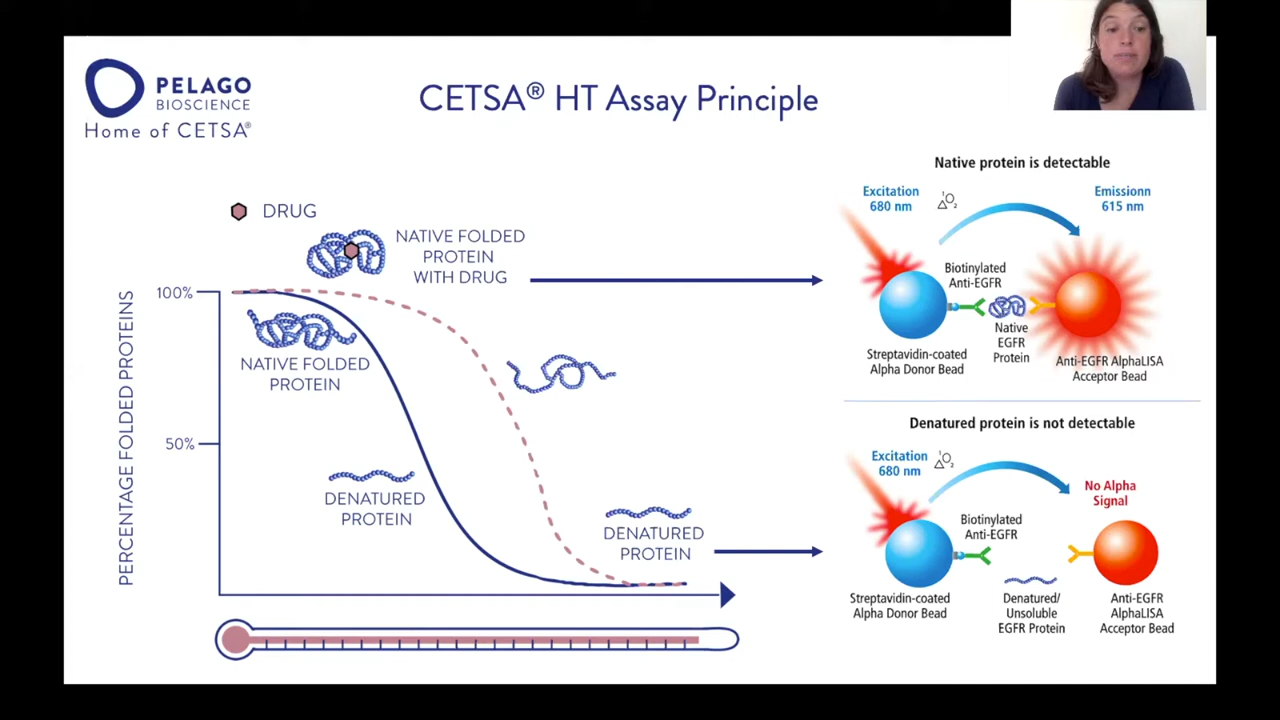 PELAGO
BIOSCIENCE
Home of CETSA®
CETSA® HT Assay Principle
DRUG
NATIVE FOLDED
PROTEIN
WITH DRUG
100%
50%
PERCENTAGE FOLDED PROTEINS
NATIVE FOLDED
PROTEIN
DENATURED
PROTEIN
DENATURED
PROTEIN
Native protein is detectable
Excitation
680 nm
1O2
△
Emissionn
615 nm
Biotinylated
Anti-EGFR
Native
EGFR
Protein
Streptavidin-coated
Alpha Donor Bead
Anti-EGFR AlphaLISA
Acceptor Bead
Denatured protein is not detectable
Excitation
680 nm
1O2
△
No Alpha
Signal
Biotinylated
Anti-EGFR
Streptavidin-coated
Alpha Donor Bead
Denatured/
Unsoluble
EGFR Protein
Anti-EGFR
AlphaLISA
Acceptor Bead